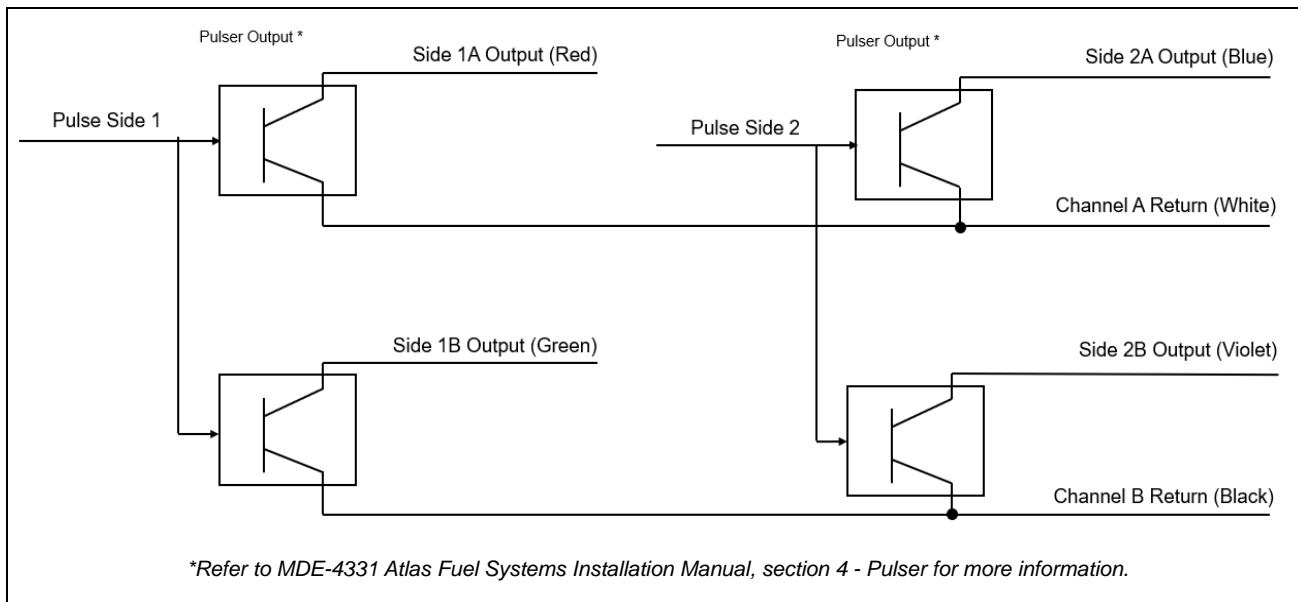 Pulser Output *
Side 1A Output (Red)
Pulse Side 1
Pulser Output *
Side 2A Output (Blue)
Pulse Side 2
Channel A Return (White)
Side 1B Output (Green)
Side 2B Output (Violet)
Channel B Return (Black)
*Refer to MDE-4331 Atlas Fuel Systems Installation Manual, section 4 - Pulser for more information.